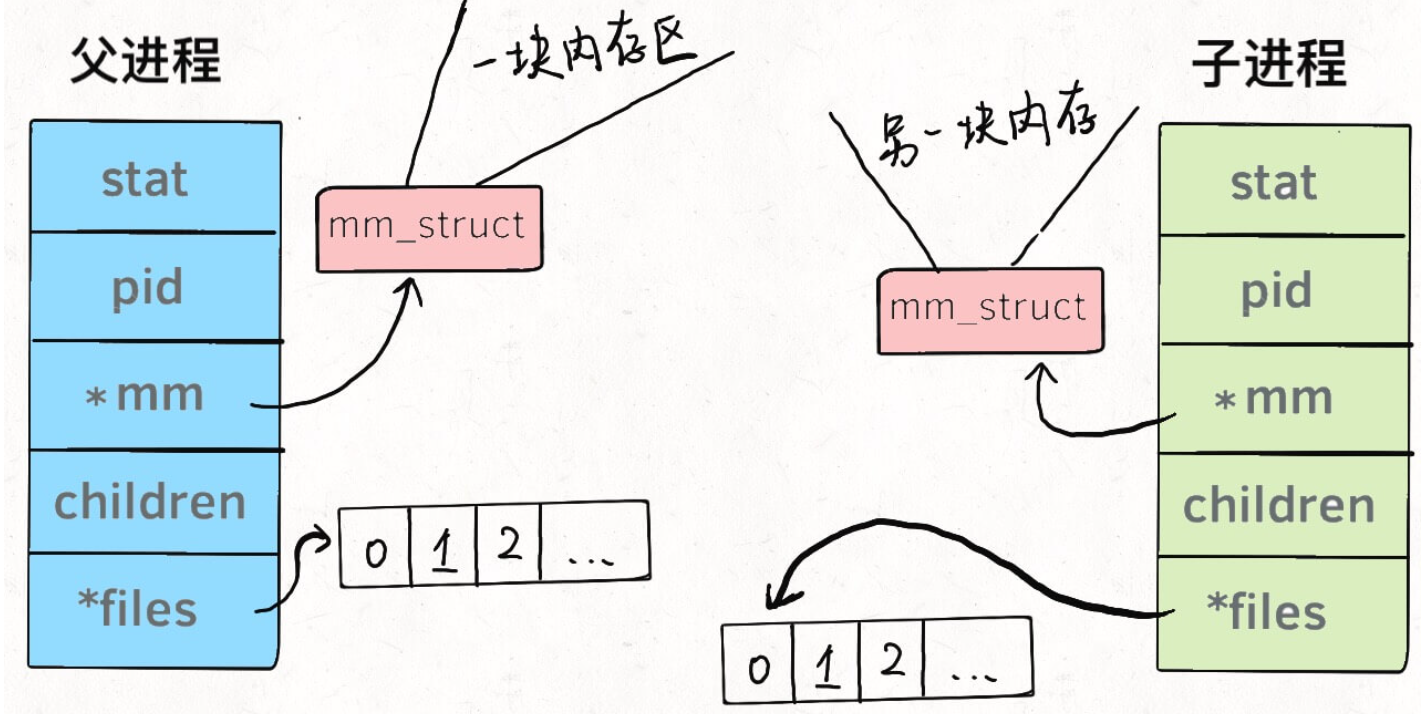 父进程
stat
pid
*mm
children
*files
一块内存区
mm_struct
0 1 2 ...
另一块内存
mm_struct
0 1 2 ...
子进程
stat
pid
*mm
children
*files